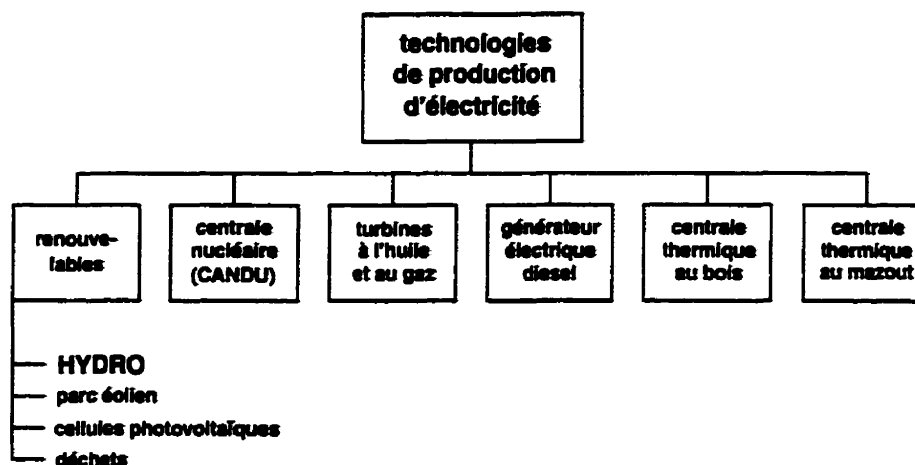 technologies
de production
d'électricité
renouve-
lables
centrale
nucléaire
(CANDU)
turbines
à l'huile
et au gaz
générateur
électrique
diesel
centrale
thermique
au bois
centrale
thermique
au mazout
HYDRO
parc éolien
cellules photovoltaïques
déchets